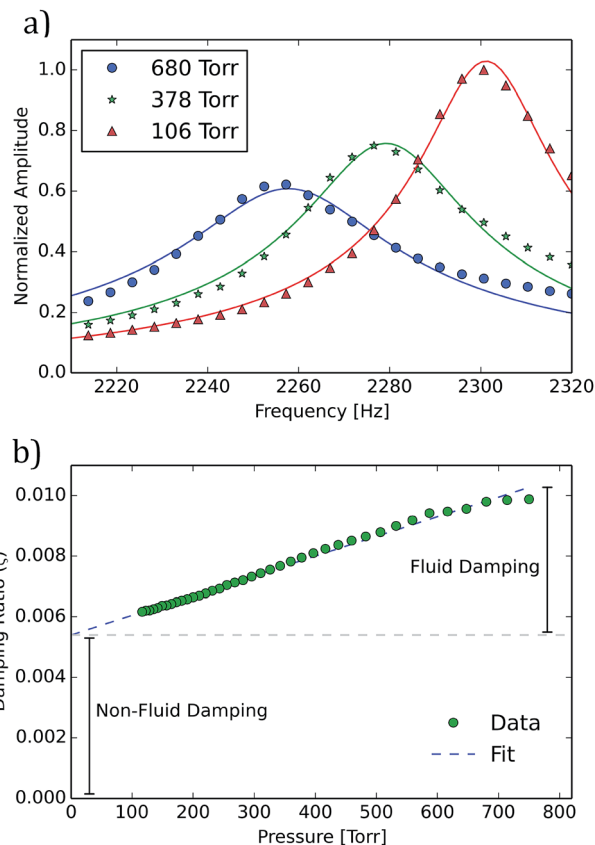 a)
680 Torr
378 Torr
106 Torr
Normalized Amplitude
1.0
0.8
0.6
0.4
0.2
0.0
2220 2240 2260 2280 2300 2320
Frequency [Hz]
b)
0.010
0.008
0.006
0.004
0.002
0.000
Damping Ratio (ζ)
Fluid Damping
Non-Fluid Damping
Data
Fit
0 100 200 300 400 500 600 700 800
Pressure [Torr]